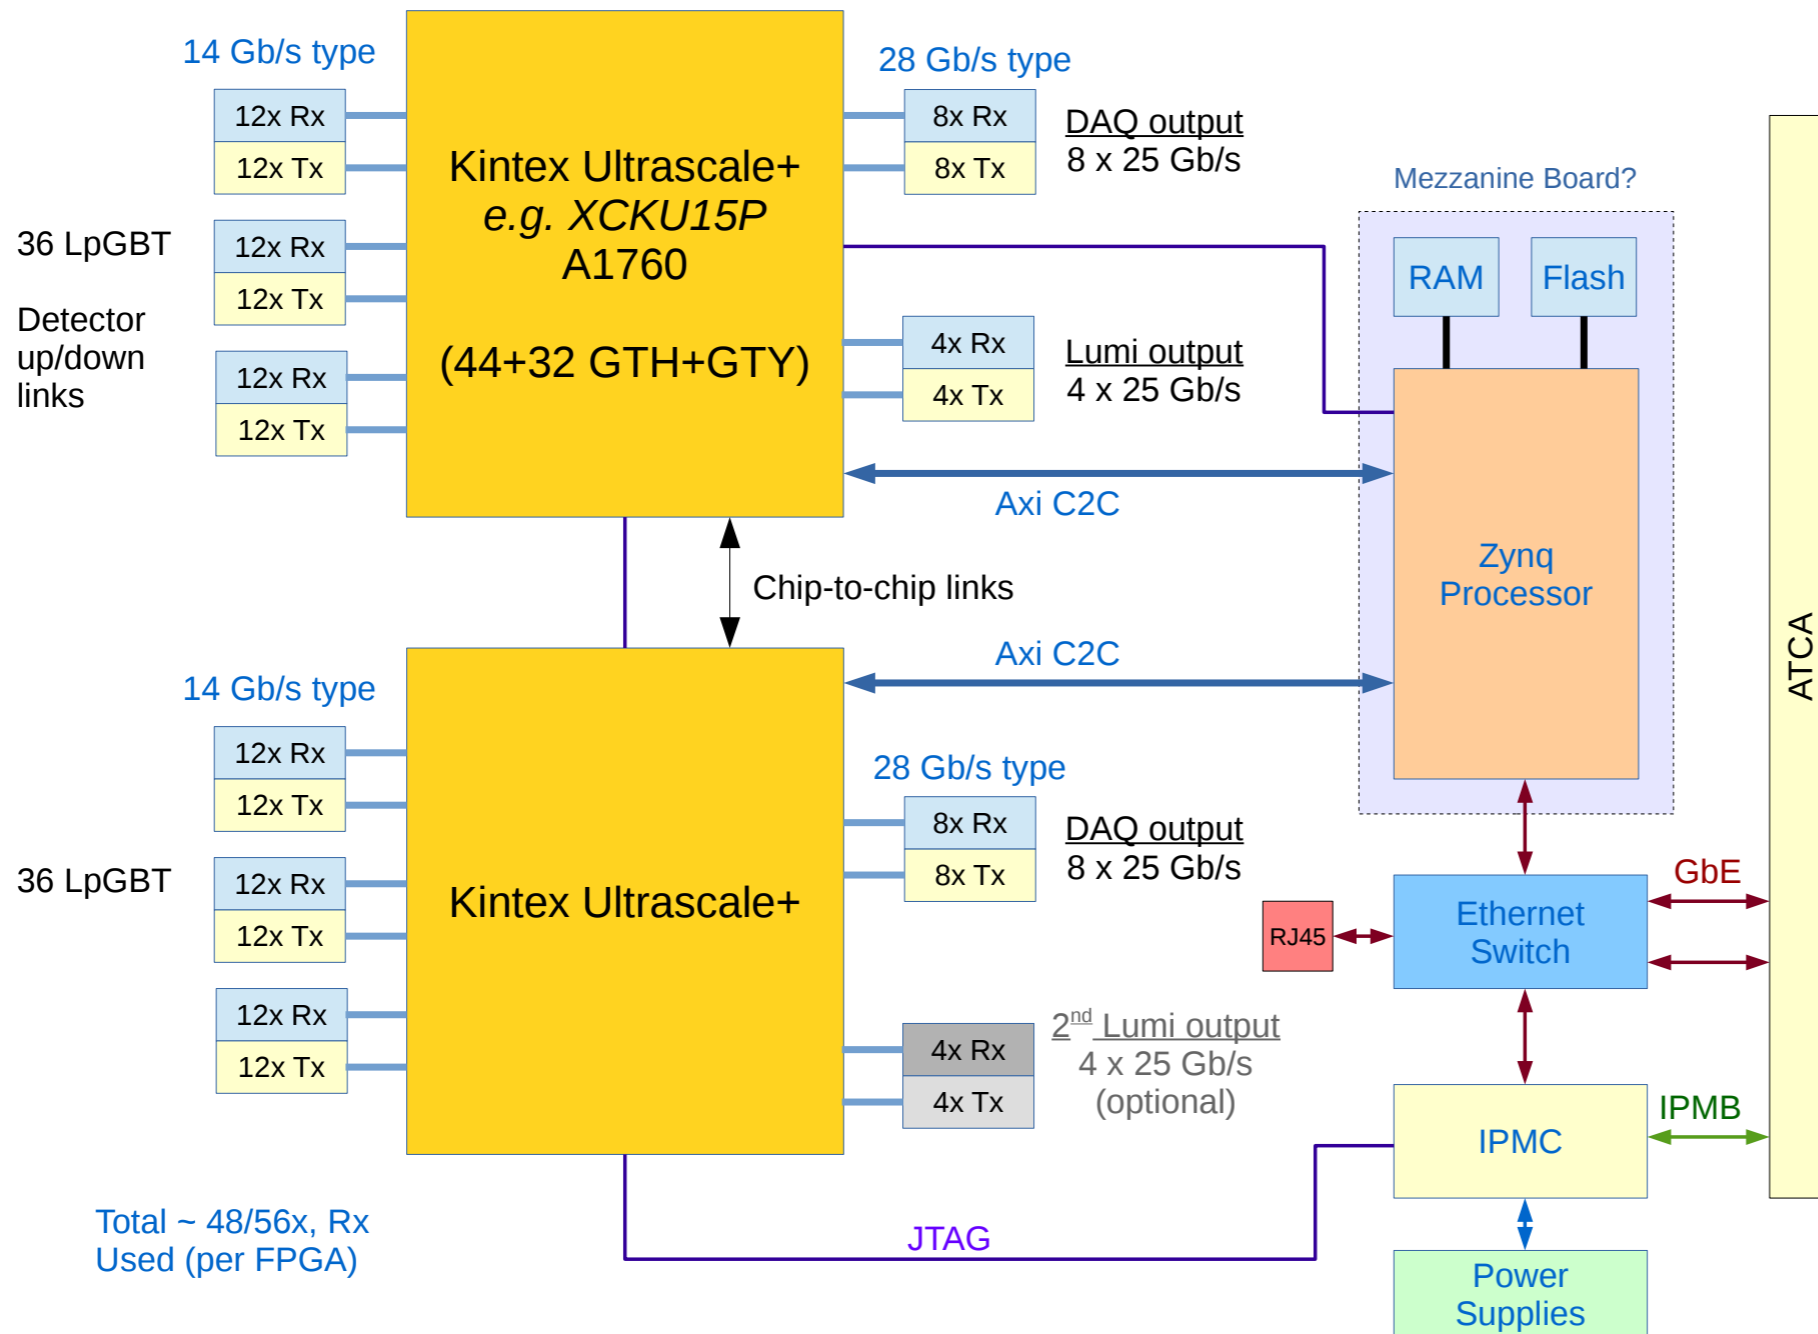 14 Gb/s type
12x Rx
12x Tx
36 LpGBT
12x Rx
12x Tx
Detector
up/down
links
12x Rx
12x Tx
Kintex Ultrascale+
e.g. XCKU15P
A1760
(44+32 GTH+GTY)
28 Gb/s type
8x Rx
8x Tx
DAQ output
8 x 25 Gb/s
4x Rx
4x Tx
Lumi output
4 x 25 Gb/s
Axi C2C
Chip-to-chip links
Axi C2C
Mezzanine Board?
RAM
Flash
Zynq
Processor
ATCA
14 Gb/s type
12x Rx
12x Tx
36 LpGBT
12x Rx
12x Tx
12x Rx
12x Tx
Kintex Ultrascale+
28 Gb/s type
8x Rx
8x Tx
DAQ output
8 x 25 Gb/s
4x Rx
4x Tx
2nd Lumi output
4 x 25 Gb/s
(optional)
RJ45
Ethernet
Switch
GbE
IPMC
IPMB
JTAG
Power
Supplies
Total ~ 48/56x, Rx
Used (per FPGA)